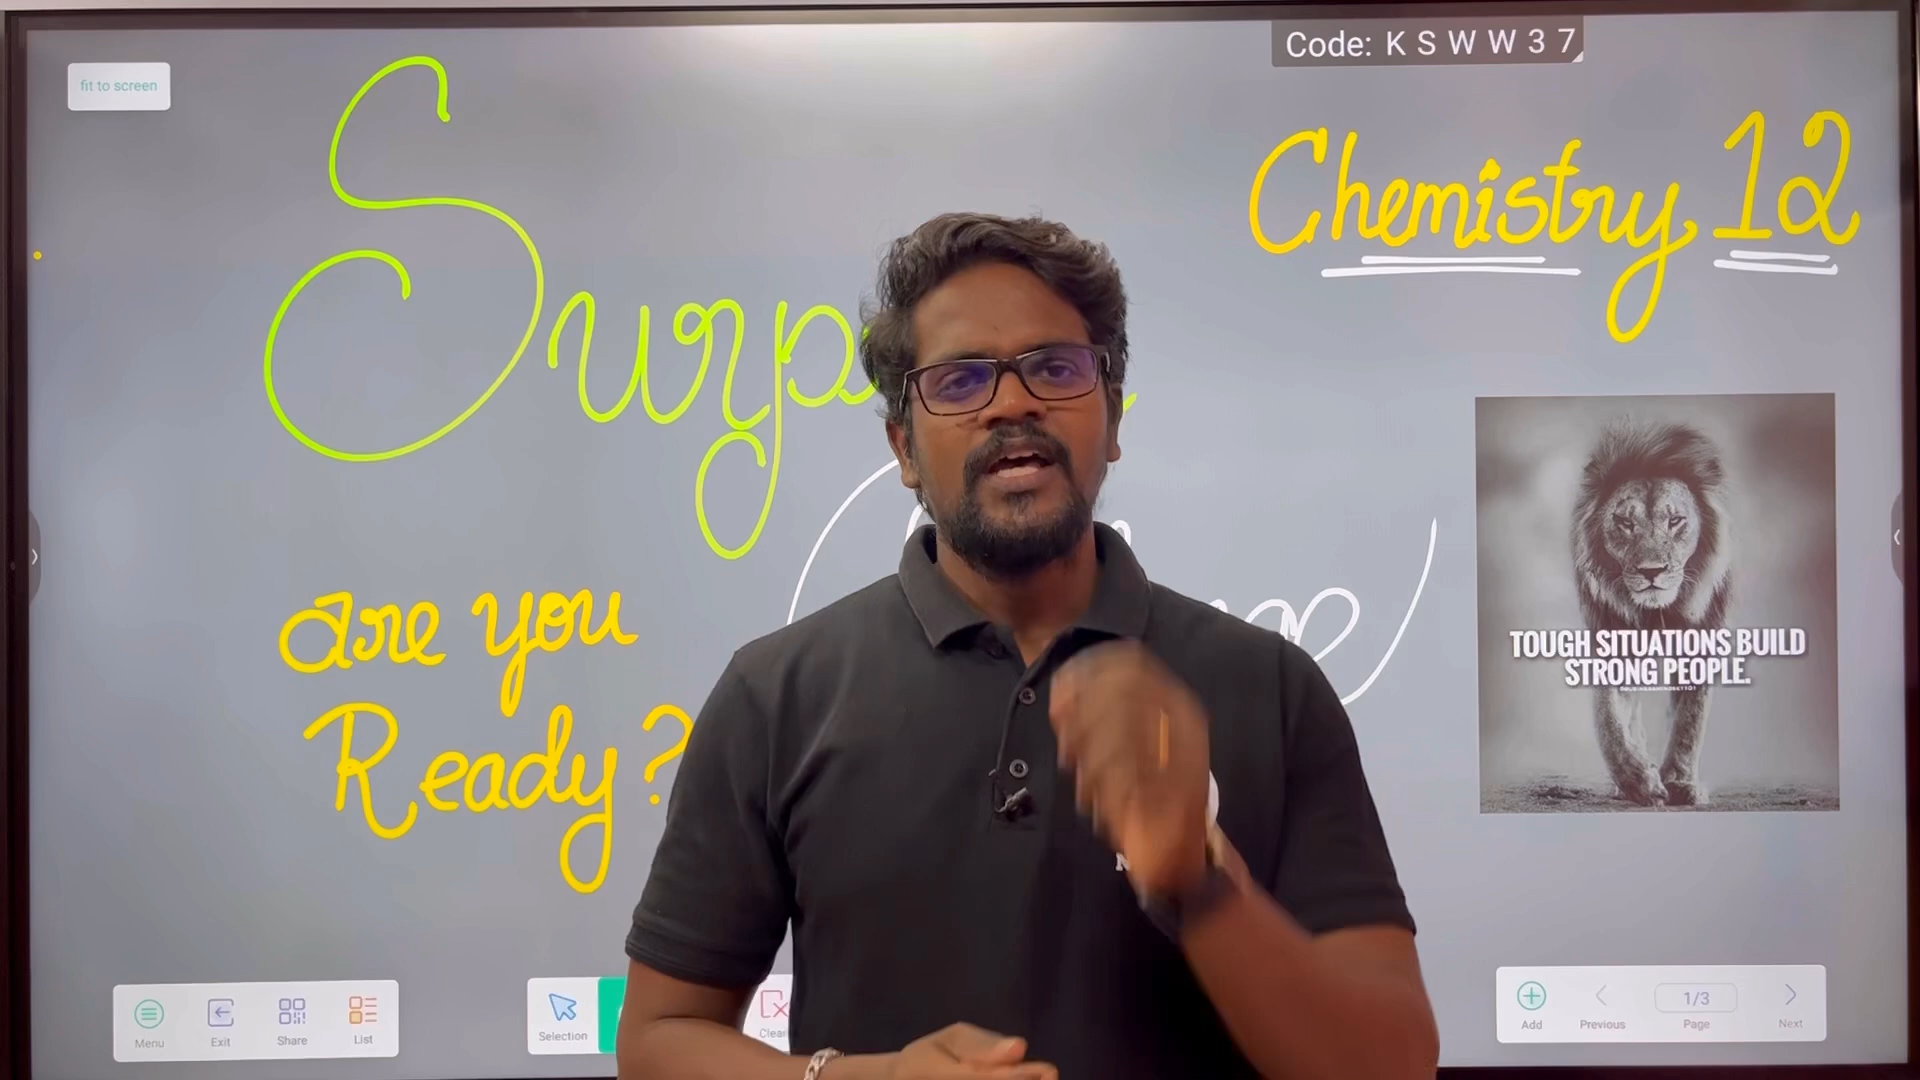 fit to screen
Code: K S W W 3 7
Chemistry 12
are you
Ready?
TOUGH SITUATIONS BUILD
STRONG PEOPLE.
Menu
Exit
Share
List
Selection
Clear
Add
Previous
1/3
Page
Next